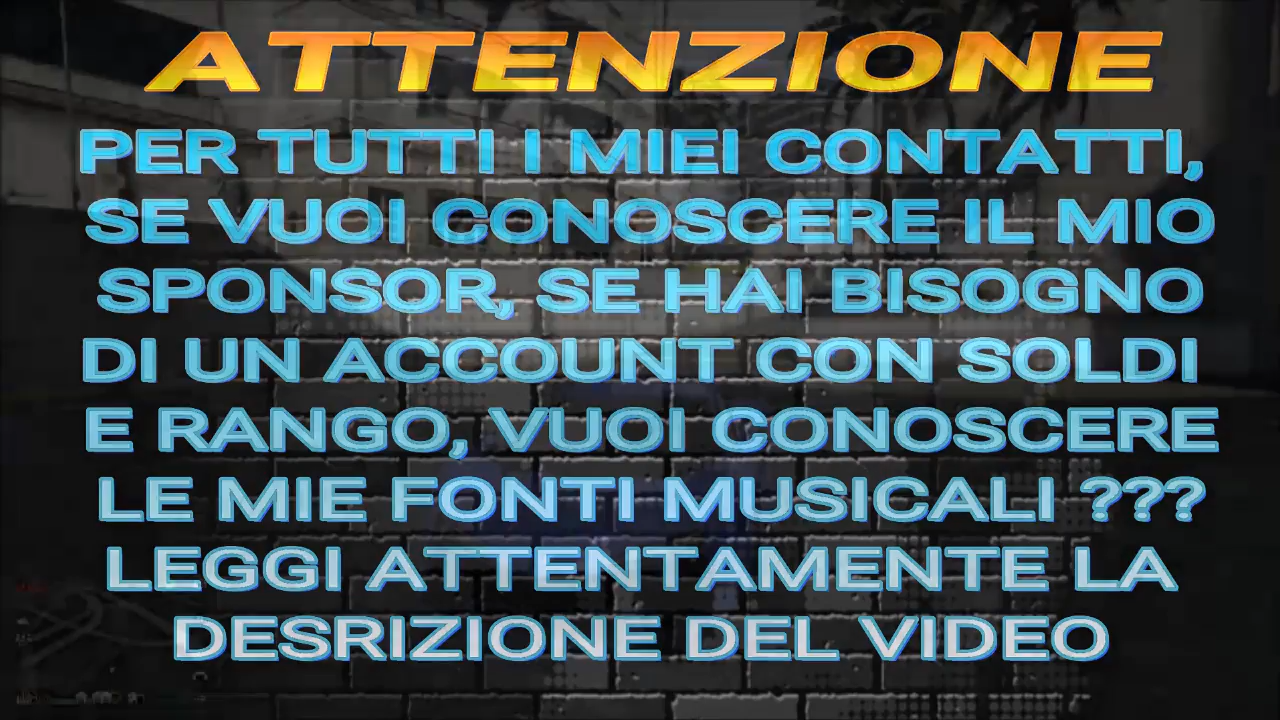 ATTENZIONE
PER TUTTI I MIEI CONTATTI,
SE VUOI CONOSCERE IL MIO
SPONSOR, SE HAI BISOGNO
DI UN ACCOUNT CON SOLDI
E RANGO, VUOI CONOSCERE
LE MIE FONTI MUSICALI ???
LEGGI ATTENTAMENTE LA
DESRIZIONE DEL VIDEO